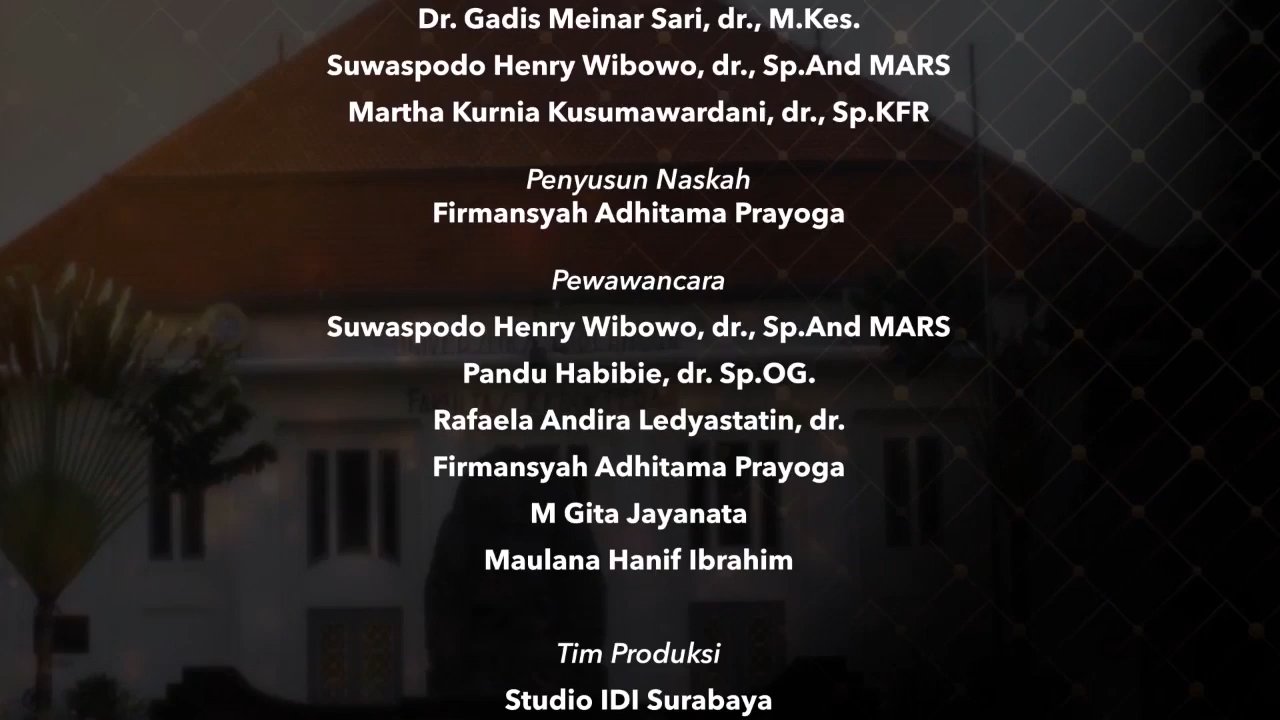 Dr. Gadis Meinar Sari, dr., M.Kes.
Suwaspodo Henry Wibowo, dr., Sp.And MARS
Martha Kurnia Kusumawardani, dr., Sp.KFR
Penyusun Naskah
Firmansyah Adhitama Prayoga
Pewawancara
Suwaspodo Henry Wibowo, dr., Sp.And MARS
Pandu Habibie, dr. Sp.OG.
Rafaela Andira Ledyastatin, dr.
Firmansyah Adhitama Prayoga
M Gita Jayanata
Maulana Hanif Ibrahim
Tim Produksi
Studio IDI Surabaya